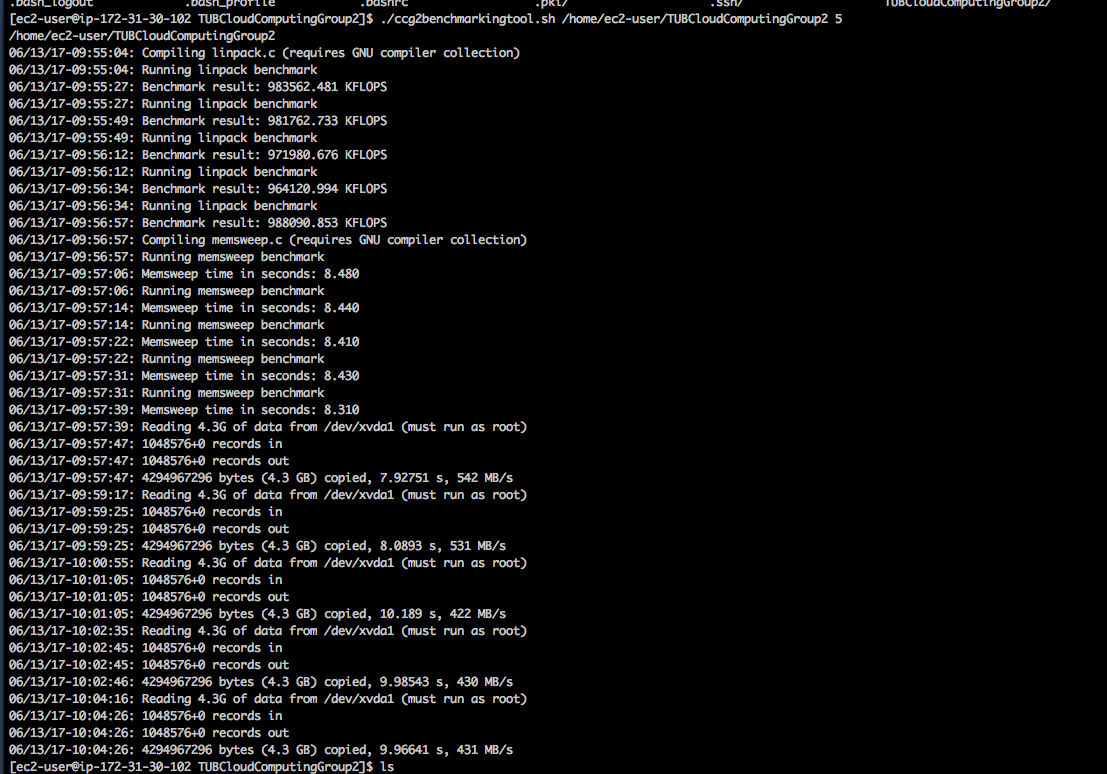 .bash_logout .bash_profile .bashrc .pki/ .ssh/ TUBCloudComputingGroup2/
[ec2-user@ip-172-31-30-102 TUBCloudComputingGroup2]$ ./ccg2benchmarkingtool.sh /home/ec2-user/TUBCloudComputingGroup2 5
/home/ec2-user/TUBCloudComputingGroup2
06/13/17-09:55:04: Compiling linpack.c (requires GNU compiler collection)
06/13/17-09:55:04: Running linpack benchmark
06/13/17-09:55:27: Benchmark result: 983562.481 KFLOPS
06/13/17-09:55:27: Running linpack benchmark
06/13/17-09:55:49: Benchmark result: 981762.733 KFLOPS
06/13/17-09:55:49: Running linpack benchmark
06/13/17-09:56:12: Benchmark result: 971980.676 KFLOPS
06/13/17-09:56:12: Running linpack benchmark
06/13/17-09:56:34: Benchmark result: 964120.994 KFLOPS
06/13/17-09:56:34: Running linpack benchmark
06/13/17-09:56:57: Benchmark result: 988090.853 KFLOPS
06/13/17-09:56:57: Compiling memsweep.c (requires GNU compiler collection)
06/13/17-09:56:57: Running memsweep benchmark
06/13/17-09:57:06: Memsweep time in seconds: 8.480
06/13/17-09:57:06: Running memsweep benchmark
06/13/17-09:57:14: Memsweep time in seconds: 8.440
06/13/17-09:57:14: Running memsweep benchmark
06/13/17-09:57:22: Memsweep time in seconds: 8.410
06/13/17-09:57:22: Running memsweep benchmark
06/13/17-09:57:31: Memsweep time in seconds: 8.430
06/13/17-09:57:31: Running memsweep benchmark
06/13/17-09:57:39: Memsweep time in seconds: 8.310
06/13/17-09:57:39: Reading 4.3G of data from /dev/xvda1 (must run as root)
06/13/17-09:57:47: 1048576+0 records in
06/13/17-09:57:47: 1048576+0 records out
06/13/17-09:57:47: 4294967296 bytes (4.3 GB) copied, 7.92751 s, 542 MB/s
06/13/17-09:59:17: Reading 4.3G of data from /dev/xvda1 (must run as root)
06/13/17-09:59:25: 1048576+0 records in
06/13/17-09:59:25: 1048576+0 records out
06/13/17-09:59:25: 4294967296 bytes (4.3 GB) copied, 8.0893 s, 531 MB/s
06/13/17-10:00:55: Reading 4.3G of data from /dev/xvda1 (must run as root)
06/13/17-10:01:05: 1048576+0 records in
06/13/17-10:01:05: 1048576+0 records out
06/13/17-10:01:05: 4294967296 bytes (4.3 GB) copied, 10.189 s, 422 MB/s
06/13/17-10:02:35: Reading 4.3G of data from /dev/xvda1 (must run as root)
06/13/17-10:02:45: 1048576+0 records in
06/13/17-10:02:45: 1048576+0 records out
06/13/17-10:02:46: 4294967296 bytes (4.3 GB) copied, 9.98543 s, 430 MB/s
06/13/17-10:04:16: Reading 4.3G of data from /dev/xvda1 (must run as root)
06/13/17-10:04:26: 1048576+0 records in
06/13/17-10:04:26: 1048576+0 records out
06/13/17-10:04:26: 4294967296 bytes (4.3 GB) copied, 9.96641 s, 431 MB/s
[ec2-user@ip-172-31-30-102 TUBCloudComputingGroup2]$ ls